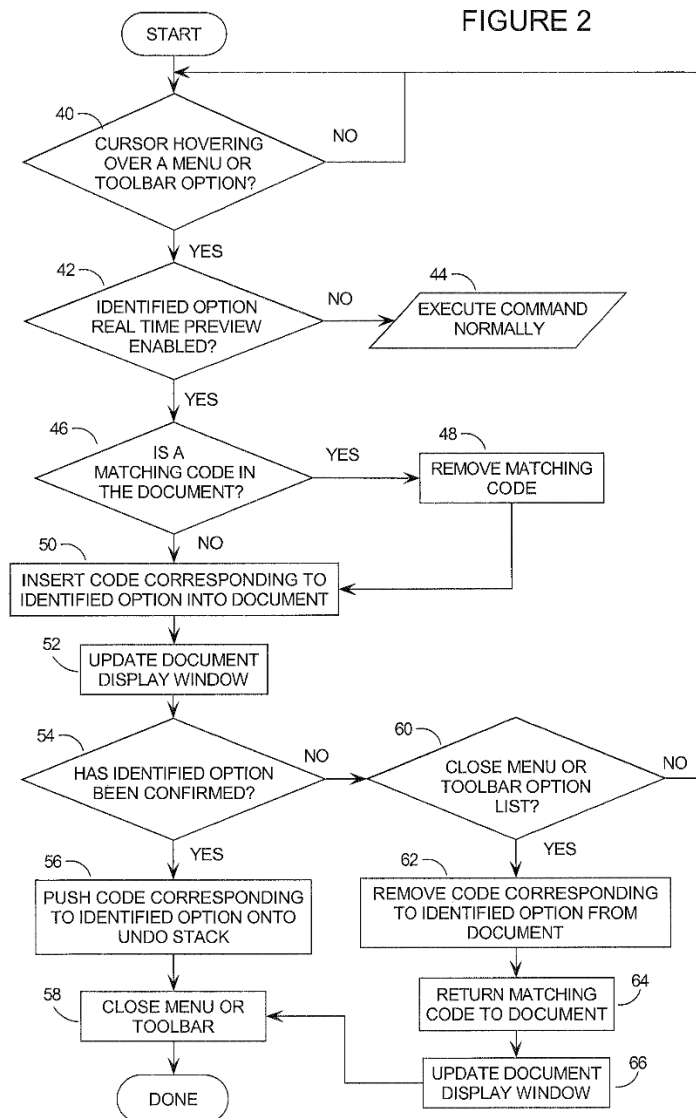 FIGURE 2
START
40
CURSOR HOVERING
OVER A MENU OR
TOOLBAR OPTION?
NO
YES
42
IDENTIFIED OPTION
REAL TIME PREVIEW
ENABLED?
NO
44
EXECUTE COMMAND
NORMALLY
YES
46
IS A
MATCHING CODE IN
THE DOCUMENT?
YES
48
REMOVE MATCHING
CODE
NO
50
INSERT CODE CORRESPONDING TO
IDENTIFIED OPTION INTO DOCUMENT
52
UPDATE DOCUMENT
DISPLAY WINDOW
54
HAS IDENTIFIED OPTION
BEEN CONFIRMED?
NO
60
CLOSE MENU OR
TOOLBAR OPTION
LIST?
NO
YES
56
PUSH CODE CORRESPONDING
TO IDENTIFIED OPTION ONTO
UNDO STACK
YES
62
REMOVE CODE CORRESPONDING
TO IDENTIFIED OPTION FROM
DOCUMENT
58
CLOSE MENU OR
TOOLBAR
RETURN MATCHING
CODE TO DOCUMENT
64
UPDATE DOCUMENT
DISPLAY WINDOW
66
DONE